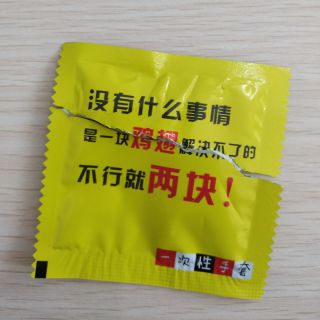 没有什么事情
是一块鸡翅解决不了的
不行就两块!
一次性手套